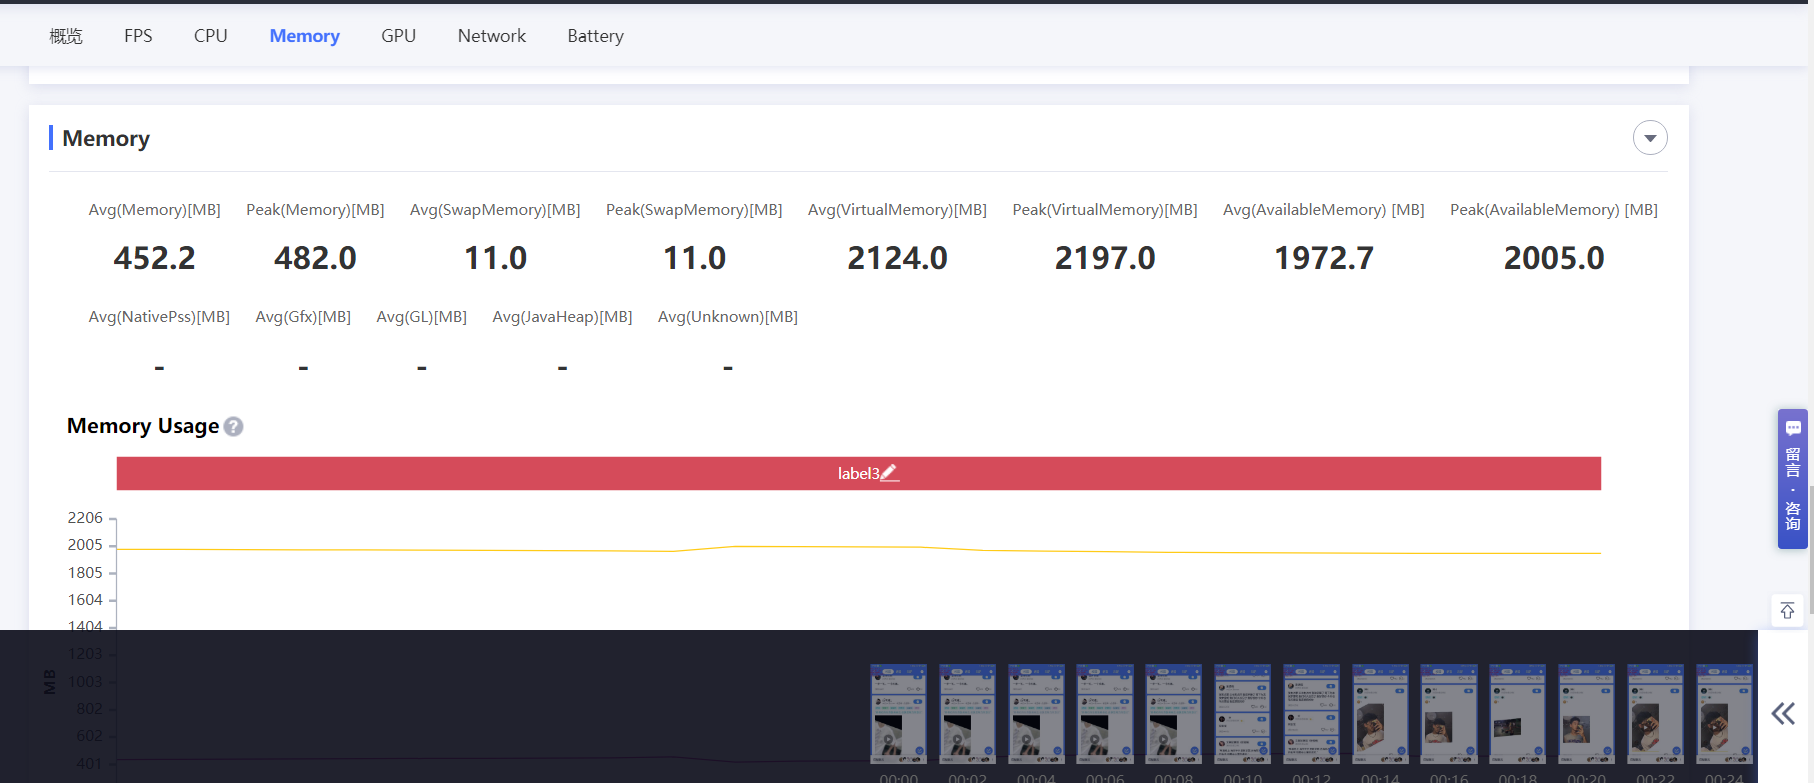 概览 FPS CPU Memory GPU Network Battery
Memory
Avg(Memory)[MB] Peak(Memory)[MB] Avg(SwapMemory)[MB] Peak(SwapMemory)[MB] Avg(VirtualMemory)[MB] Peak(VirtualMemory)[MB] Avg(AvailableMemory) [MB] Peak(AvailableMemory) [MB]
452.2 482.0 11.0 11.0 2124.0 2197.0 1972.7 2005.0
Avg(NativePss)[MB] Avg(Gfx)[MB] Avg(GL)[MB] Avg(JavaHeap)[MB] Avg(Unknown)[MB]
- - - - -
Memory Usage ?
label3
2206
2005
1805
1604
1404
1203
1003
802
602
401
MB
00:00 00:02 00:04 00:06 00:08 00:10 00:12 00:14 00:16 00:18 00:20 00:22 00:24
留言·咨询